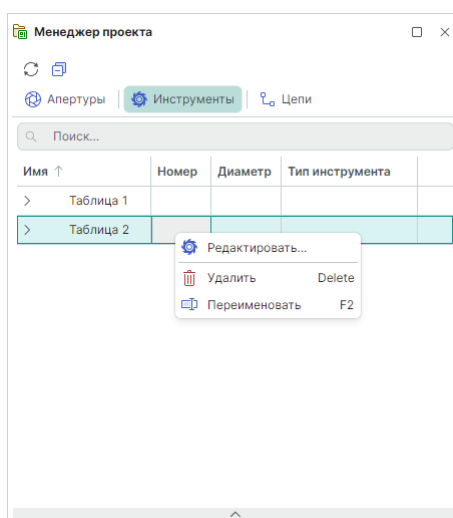 Менеджер проекта
Апертуры Инструменты Цепи
Поиск...
Имя ↑ Номер Диаметр Тип инструмента
> Таблица 1
> Таблица 2
Редактировать...
Удалить Delete
Переименовать F2